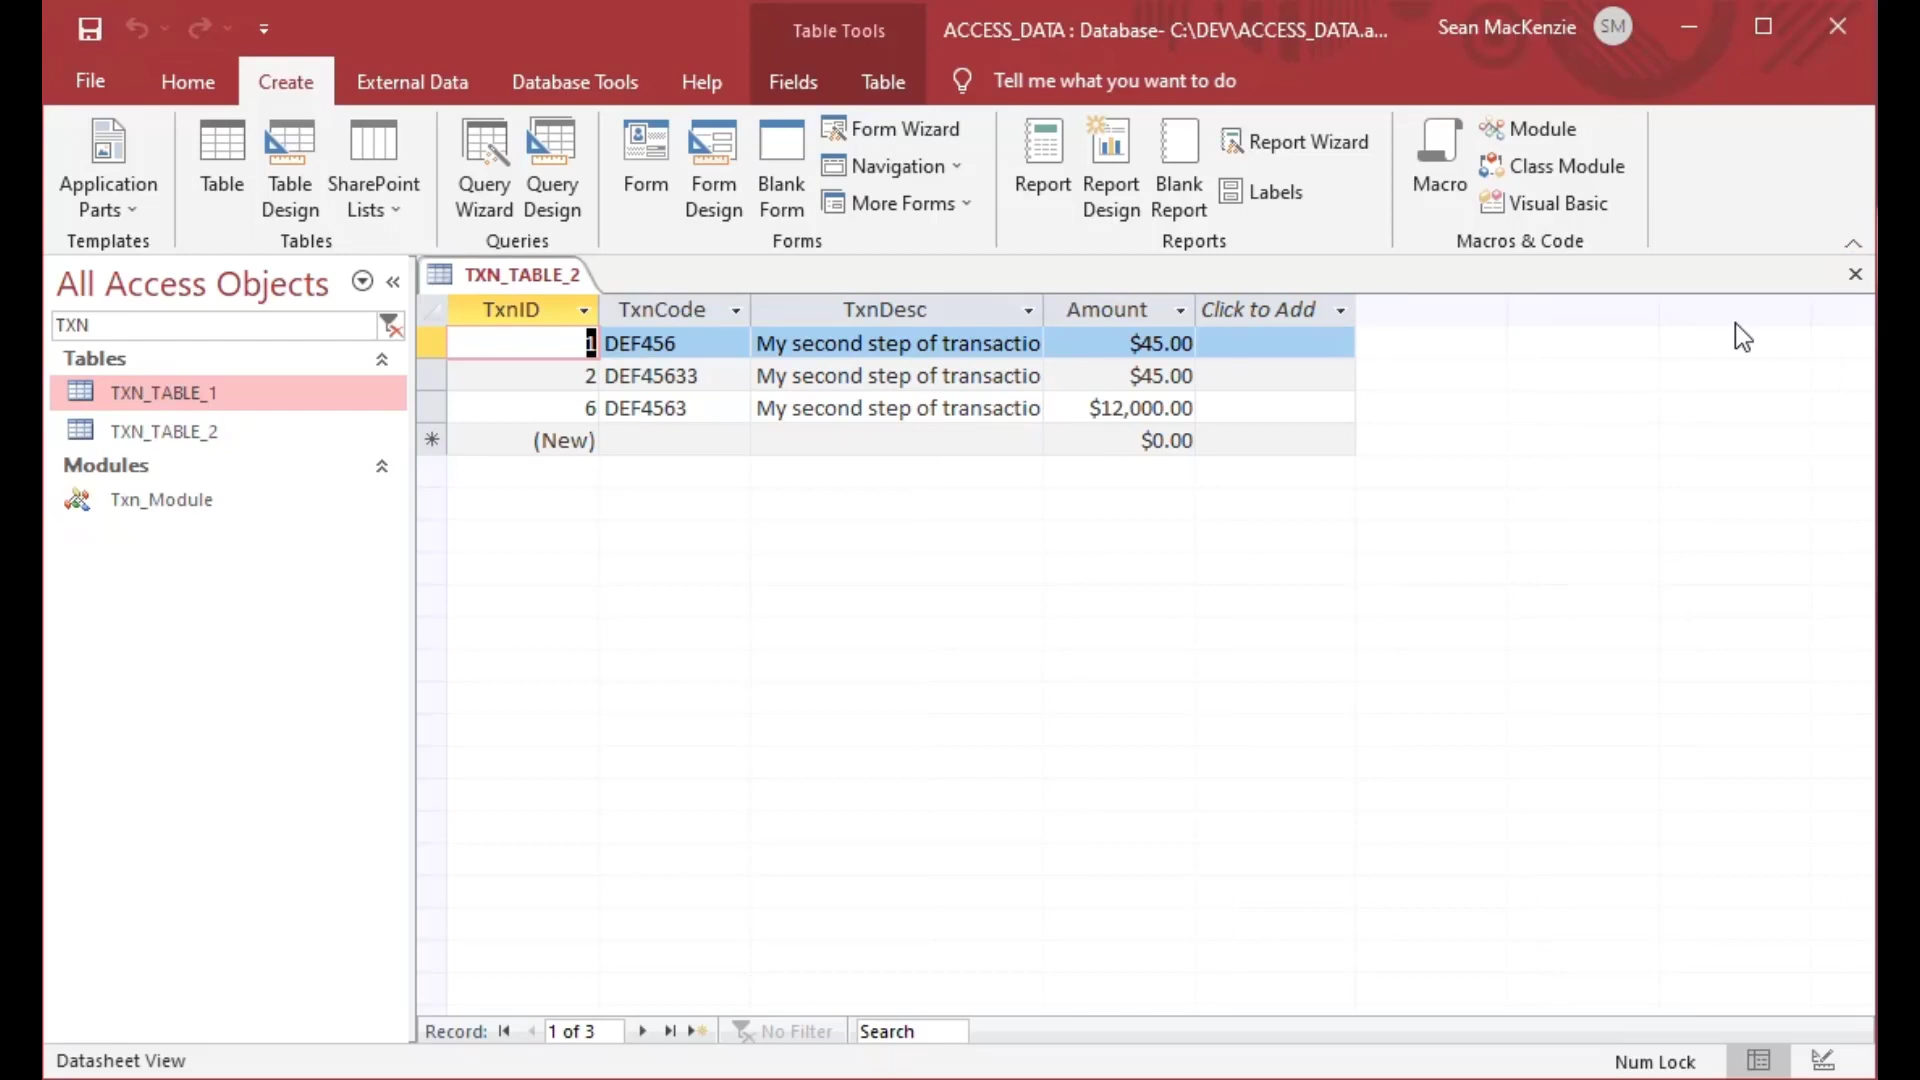 Table Tools
ACCESS_DATA : Database- C:\DEV\ACCESS_DATA.a...
Sean MacKenzie
SM
File
Home
Create
External Data
Database Tools
Help
Fields
Table
Tell me what you want to do
Application Parts
Table
Table Design
SharePoint Lists
Query Wizard
Query Design
Form
Form Design
Blank Form
Form Wizard
Navigation
More Forms
Report
Report Design
Blank Report
Report Wizard
Labels
Macro
Module
Class Module
Visual Basic
Templates
Tables
Queries
Forms
Reports
Macros & Code
All Access Objects
TXN
Tables
TXN_TABLE_1
TXN_TABLE_2
Modules
Txn_Module
TXN_TABLE_2
TxnID TxnCode TxnDesc Amount Click to Add
1 DEF456 My second step of transactio $45.00
2 DEF45633 My second step of transactio $45.00
6 DEF4563 My second step of transactio $12,000.00
(New) $0.00
Record: 1 of 3 No Filter Search
Datasheet View
Num Lock